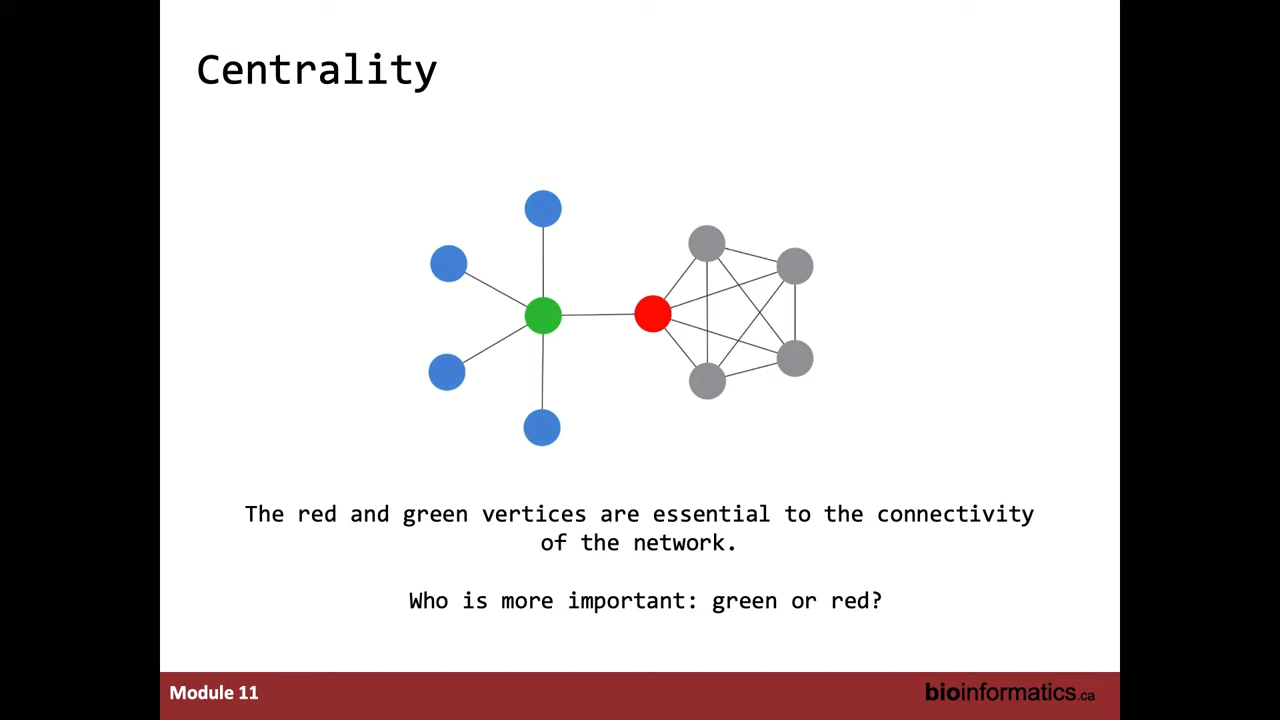 Centrality
The red and green vertices are essential to the connectivity
of the network.
Who is more important: green or red?
Module 11
bioinformatics.ca